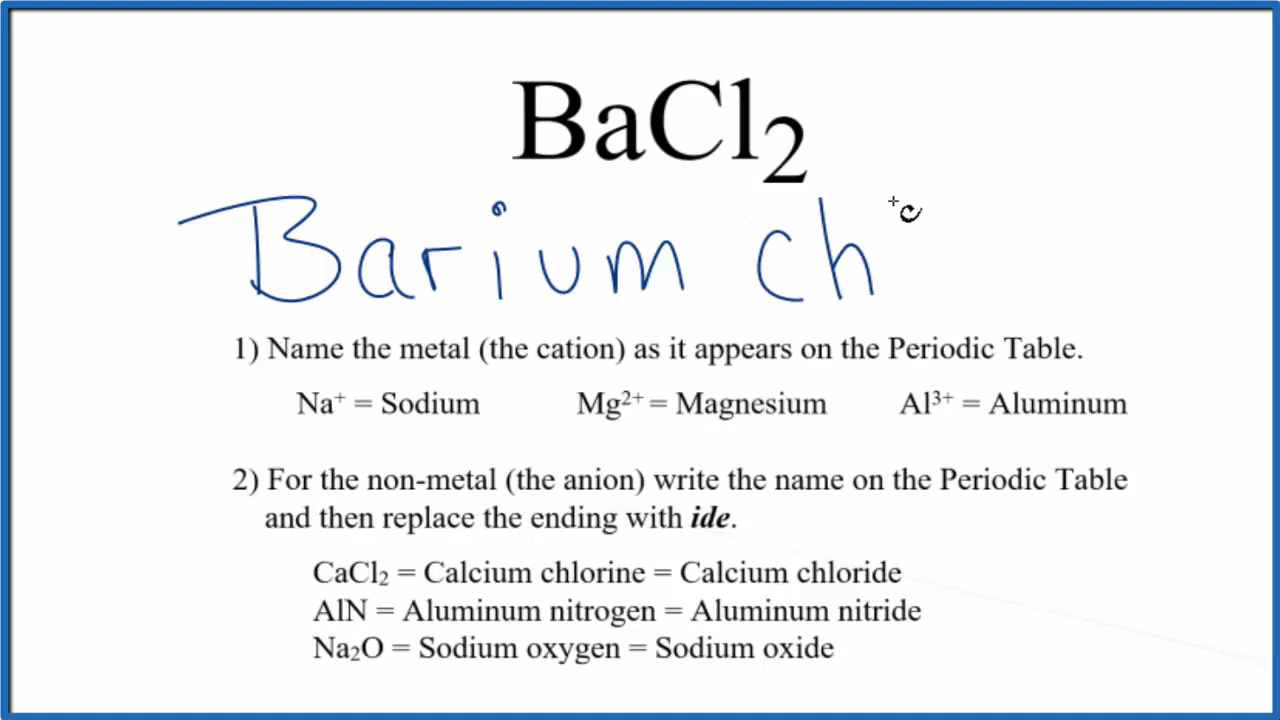 BaCl₂
Barium ch
1) Name the metal (the cation) as it appears on the Periodic Table.
Na⁺ = Sodium Mg²⁺ = Magnesium Al³⁺ = Aluminum
2) For the non-metal (the anion) write the name on the Periodic Table
and then replace the ending with ide.
CaCl₂ = Calcium chlorine = Calcium chloride
AlN = Aluminum nitrogen = Aluminum nitride
Na₂O = Sodium oxygen = Sodium oxide